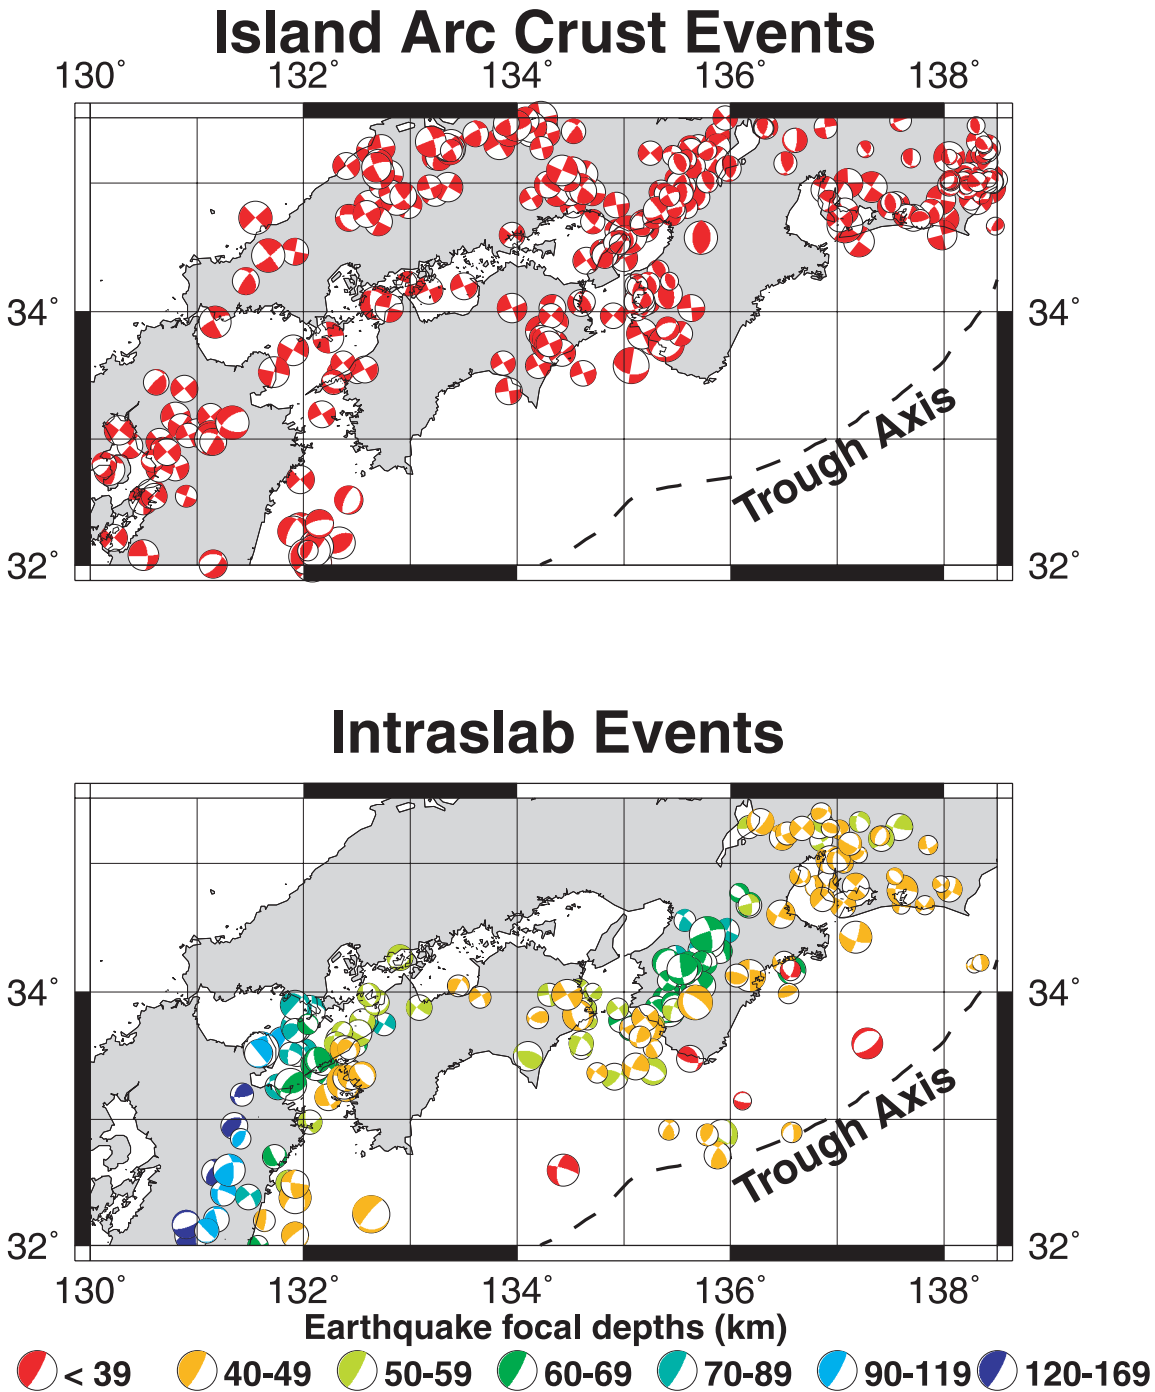 Island Arc Crust Events
130° 132° 134° 136° 138°
34° 34°
Trough Axis
32° 32°
Intraslab Events
34° 34°
Trough Axis
32° 32°
130° 132° 134° 136° 138°
Earthquake focal depths (km)
< 39 40-49 50-59 60-69 70-89 90-119 120-169